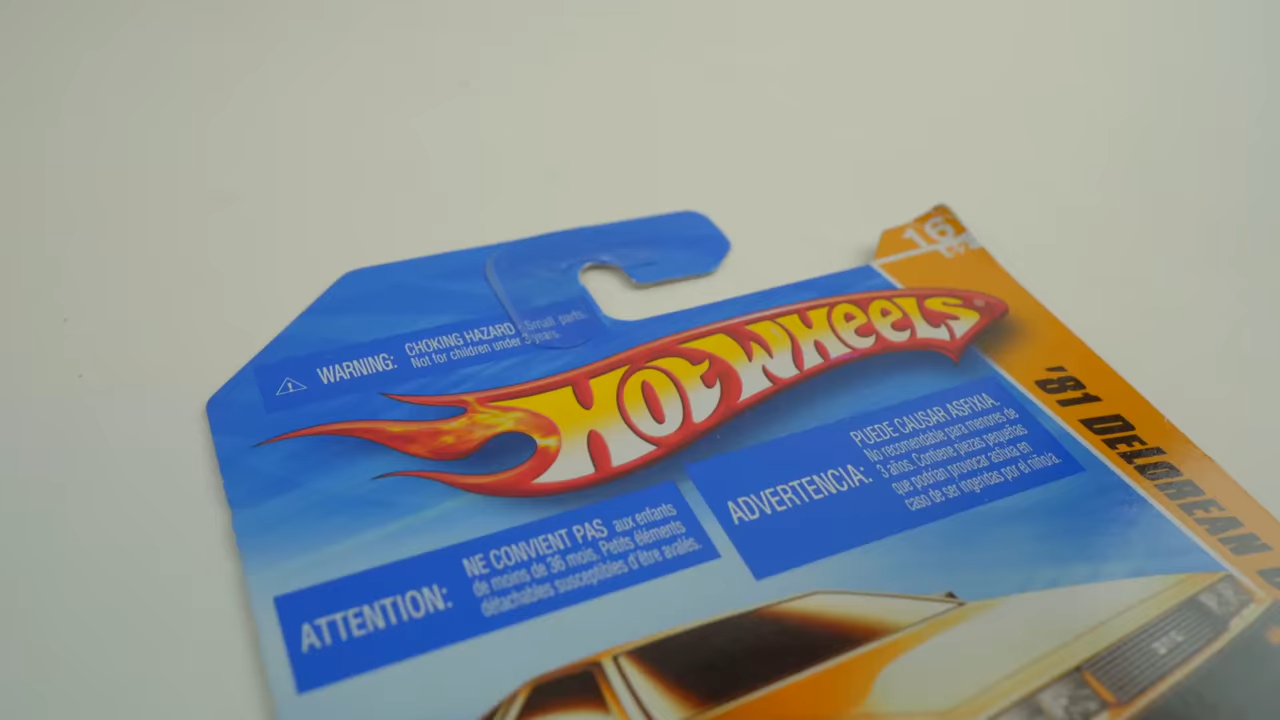 16
WARNING: CHOKING HAZARD Small parts.
Not for children under 3 years.
HOT WHEELS
'81 DELOREAN
ADVERTENCIA: PUEDE CAUSAR ASFIXIA.
No recomendable para menores de
3 años. Contiene piezas pequeñas
que podrían provocar asfixia en
caso de ser ingeridas por el niño/a.
ATTENTION: NE CONVIENT PAS aux enfants
de moins de 36 mois. Petits éléments
détachables susceptibles d'être avalés.